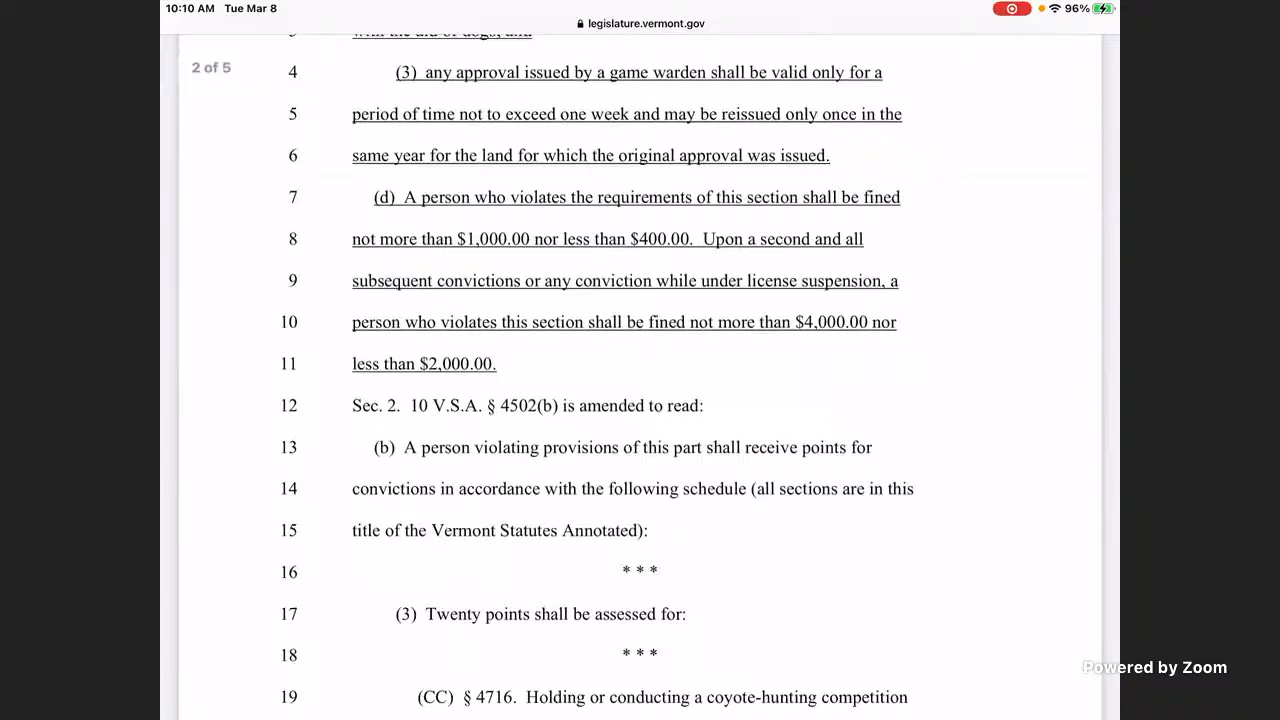 10:10 AM Tue Mar 8
96%
legislature.vermont.gov
with the aid of dogs; and
2 of 5
4 (3) any approval issued by a game warden shall be valid only for a
5 period of time not to exceed one week and may be reissued only once in the
6 same year for the land for which the original approval was issued.
7 (d) A person who violates the requirements of this section shall be fined
8 not more than $1,000.00 nor less than $400.00. Upon a second and all
9 subsequent convictions or any conviction while under license suspension, a
10 person who violates this section shall be fined not more than $4,000.00 nor
11 less than $2,000.00.
12 Sec. 2. 10 V.S.A. § 4502(b) is amended to read:
13 (b) A person violating provisions of this part shall receive points for
14 convictions in accordance with the following schedule (all sections are in this
15 title of the Vermont Statutes Annotated):
16 * * *
17 (3) Twenty points shall be assessed for:
18 * * *
19 (CC) § 4716. Holding or conducting a coyote-hunting competition
Powered by Zoom